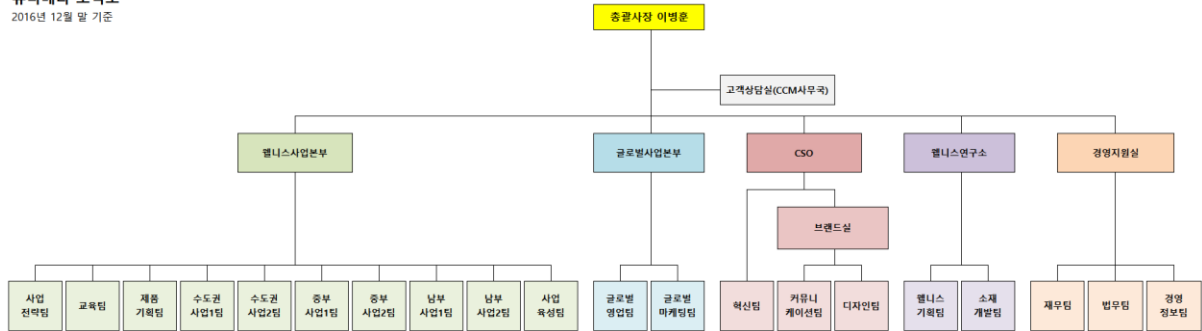 2016년 12월 말 기준
총괄사장 이병훈
고객상담실(CCM사무국)
웰니스사업본부
글로벌사업본부
CSO
웰니스연구소
경영지원실
브랜드실
사업
전략팀
교육팀
제품
기획팀
수도권
사업1팀
수도권
사업2팀
중부
사업1팀
중부
사업2팀
남부
사업1팀
남부
사업2팀
사업
육성팀
글로벌
영업팀
글로벌
마케팅팀
혁신팀
커뮤니
케이션팀
디자인팀
웰니스
기획팀
소재
개발팀
재무팀
법무팀
경영
정보팀